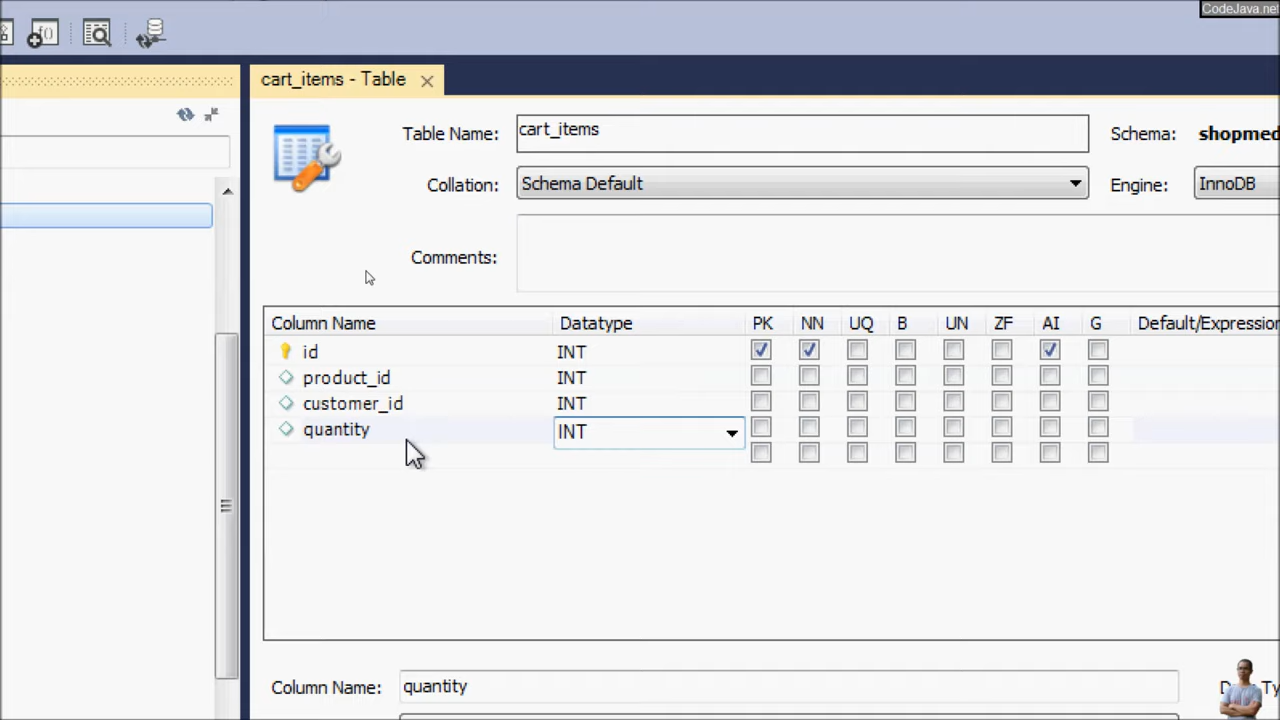 CodeJava.net
cart_items - Table
Table Name: cart_items Schema: shopmed
Collation: Schema Default Engine: InnoDB
Comments:
Column Name Datatype PK NN UQ B UN ZF AI G Default/Expression
id INT
product_id INT
customer_id INT
quantity INT
Column Name: quantity